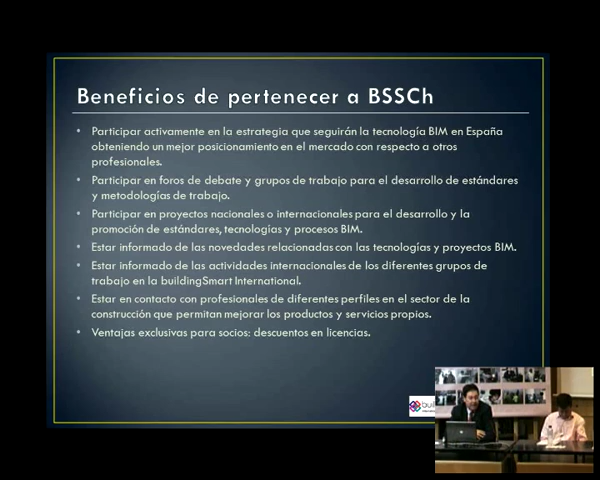 Beneficios de pertenecer a BSSCh
• Participar activamente en la estrategia que seguirán la tecnología BIM en España
obteniendo un mejor posicionamiento en el mercado con respecto a otros
profesionales.
• Participar en foros de debate y grupos de trabajo para el desarrollo de estándares
y metodologías de trabajo.
• Participar en proyectos nacionales o internacionales para el desarrollo y la
promoción de estándares, tecnologías y procesos BIM.
• Estar informado de las novedades relacionadas con las tecnologías y proyectos BIM.
• Estar informado de las actividades internacionales de los diferentes grupos de
trabajo en la buildingSmart International.
• Estar en contacto con profesionales de diferentes perfiles en el sector de la
construcción que permitan mejorar los productos y servicios propios.
• Ventajas exclusivas para socios: descuentos en licencias.